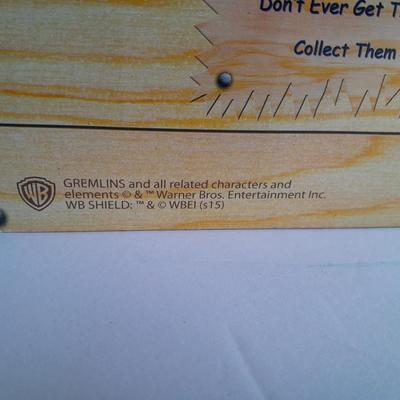 Don't Ever Get
Collect Them
WB
GREMLINS and all related characters and
elements © & ™ Warner Bros. Entertainment Inc.
WB SHIELD: ™ & © WBEI (s15)